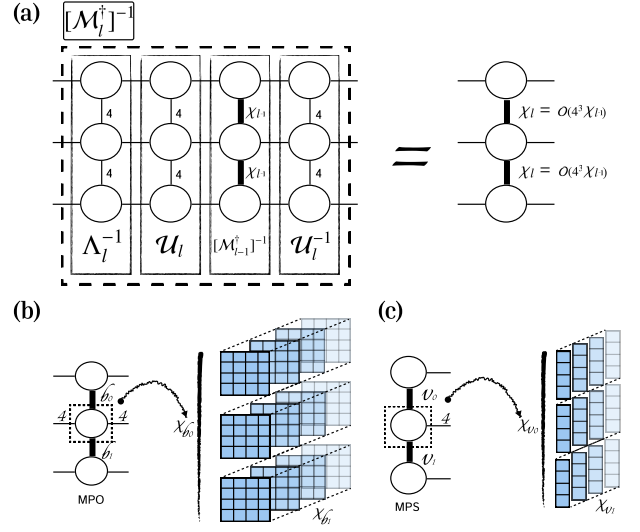 (a)
[𝓜_l^†]^{-1}
4 4 χ_{l-1} 4
4 4 χ_{l-1} 4
Λ_l^{-1} 𝒰_l [𝓜_{l-1}^†]^{-1} 𝒰_l^{-1}
=
χ_l = O(4^3 χ_{l-1})
χ_l = O(4^3 χ_{l-1})
(b)
b_0
4 4
b_1
MPO
χ_{b_0}
χ_{b_1}
(c)
v_0
4
v_1
MPS
χ_{v_0}
χ_{v_1}